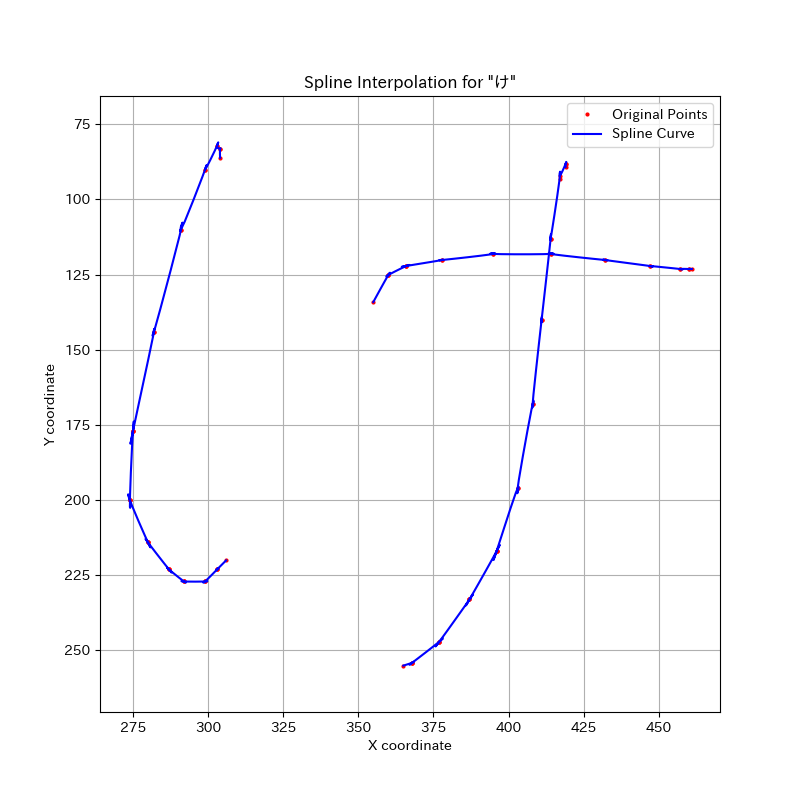 Spline Interpolation for "け"
Original Points
Spline Curve
75
100
125
150
175
200
225
250
Y coordinate
275 300 325 350 375 400 425 450
X coordinate
け